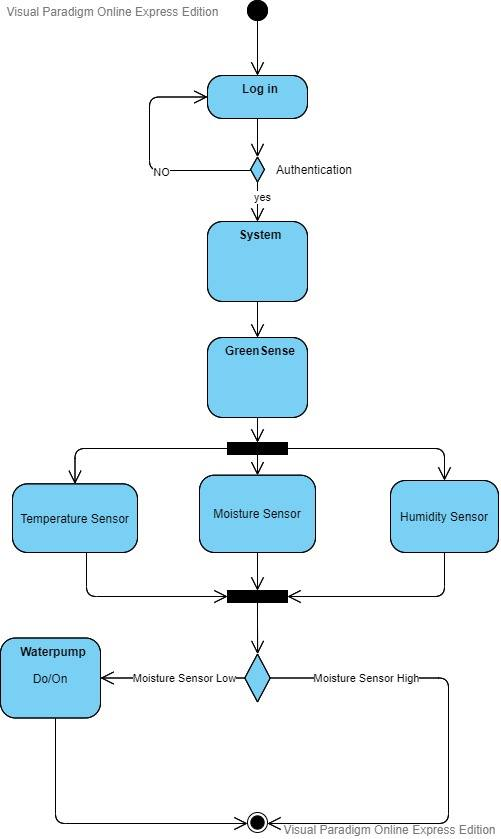 Visual Paradigm Online Express Edition
Log in
Authentication
NO
yes
System
GreenSense
Temperature Sensor
Moisture Sensor
Humidity Sensor
Waterpump
Do/On
Moisture Sensor Low
Moisture Sensor High
Visual Paradigm Online Express Edition